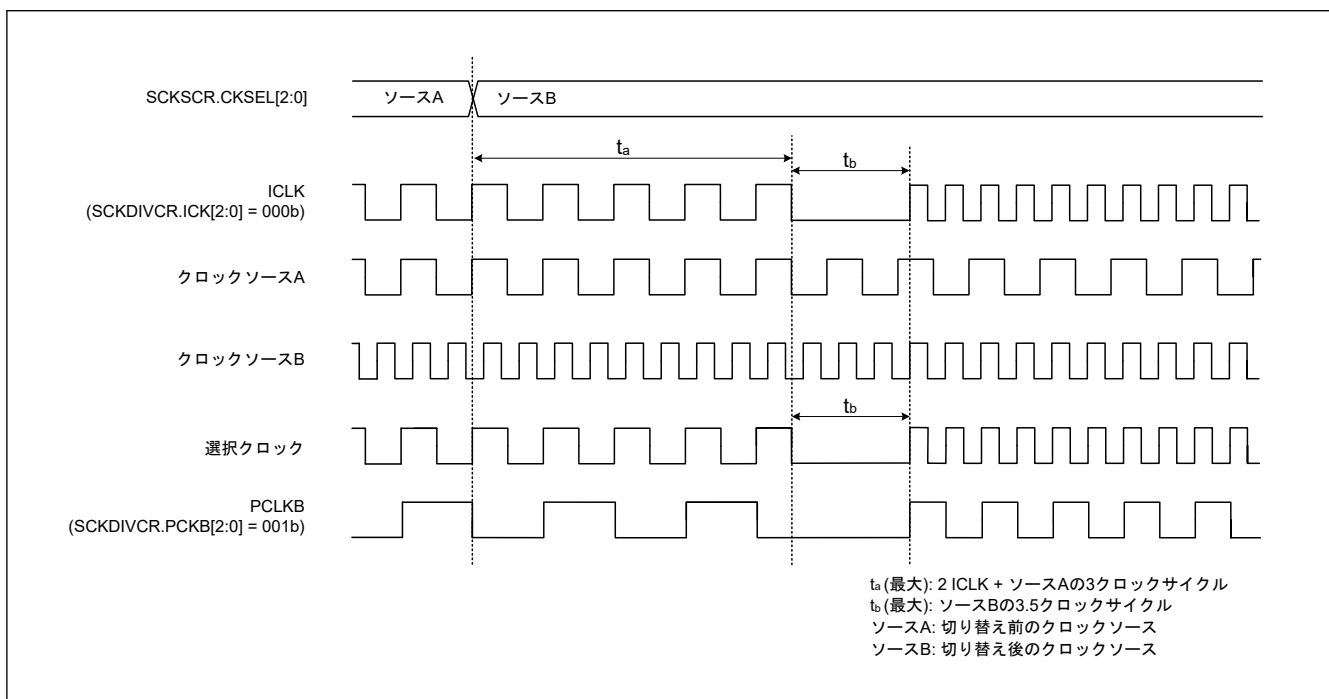 SCKSCR.CKSEL[2:0]
ソースA
ソースB
ta
tb
ICLK
(SCKDIVCR.ICK[2:0] = 000b)
クロックソースA
クロックソースB
tb
選択クロック
PCLKB
(SCKDIVCR.PCKB[2:0] = 001b)
ta (最大): 2 ICLK + ソースAの3クロックサイクル
tb (最大): ソースBの3.5クロックサイクル
ソースA: 切り替え前のクロックソース
ソースB: 切り替え後のクロックソース